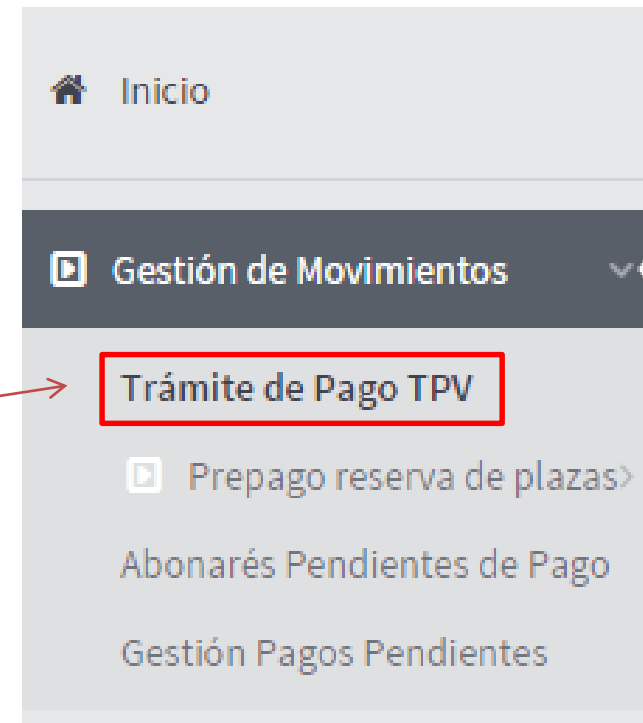 Inicio
Gestión de Movimientos
Trámite de Pago TPV
Prepago reserva de plazas
Abonarés Pendientes de Pago
Gestión Pagos Pendientes